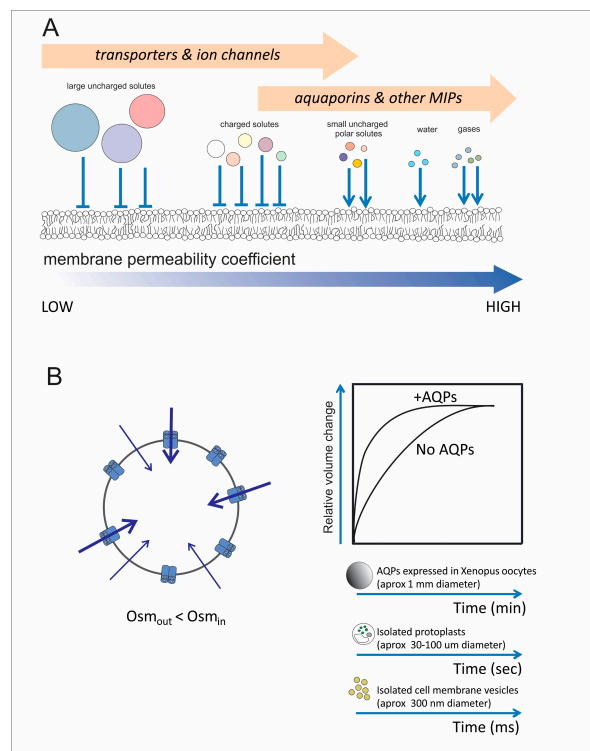 A
transporters & ion channels
aquaporins & other MIPs
large uncharged solutes
charged solutes
small uncharged
polar solutes
water
gases
membrane permeability coefficient
LOW
HIGH
B
Osmout < Osmin
Relative volume change
+AQPs
No AQPs
AQPs expressed in Xenopus oocytes
(aprox 1 mm diameter)
Time (min)
Isolated protoplasts
(aprox 30-100 um diameter)
Time (sec)
Isolated cell membrane vesicles
(aprox 300 nm diameter)
Time (ms)